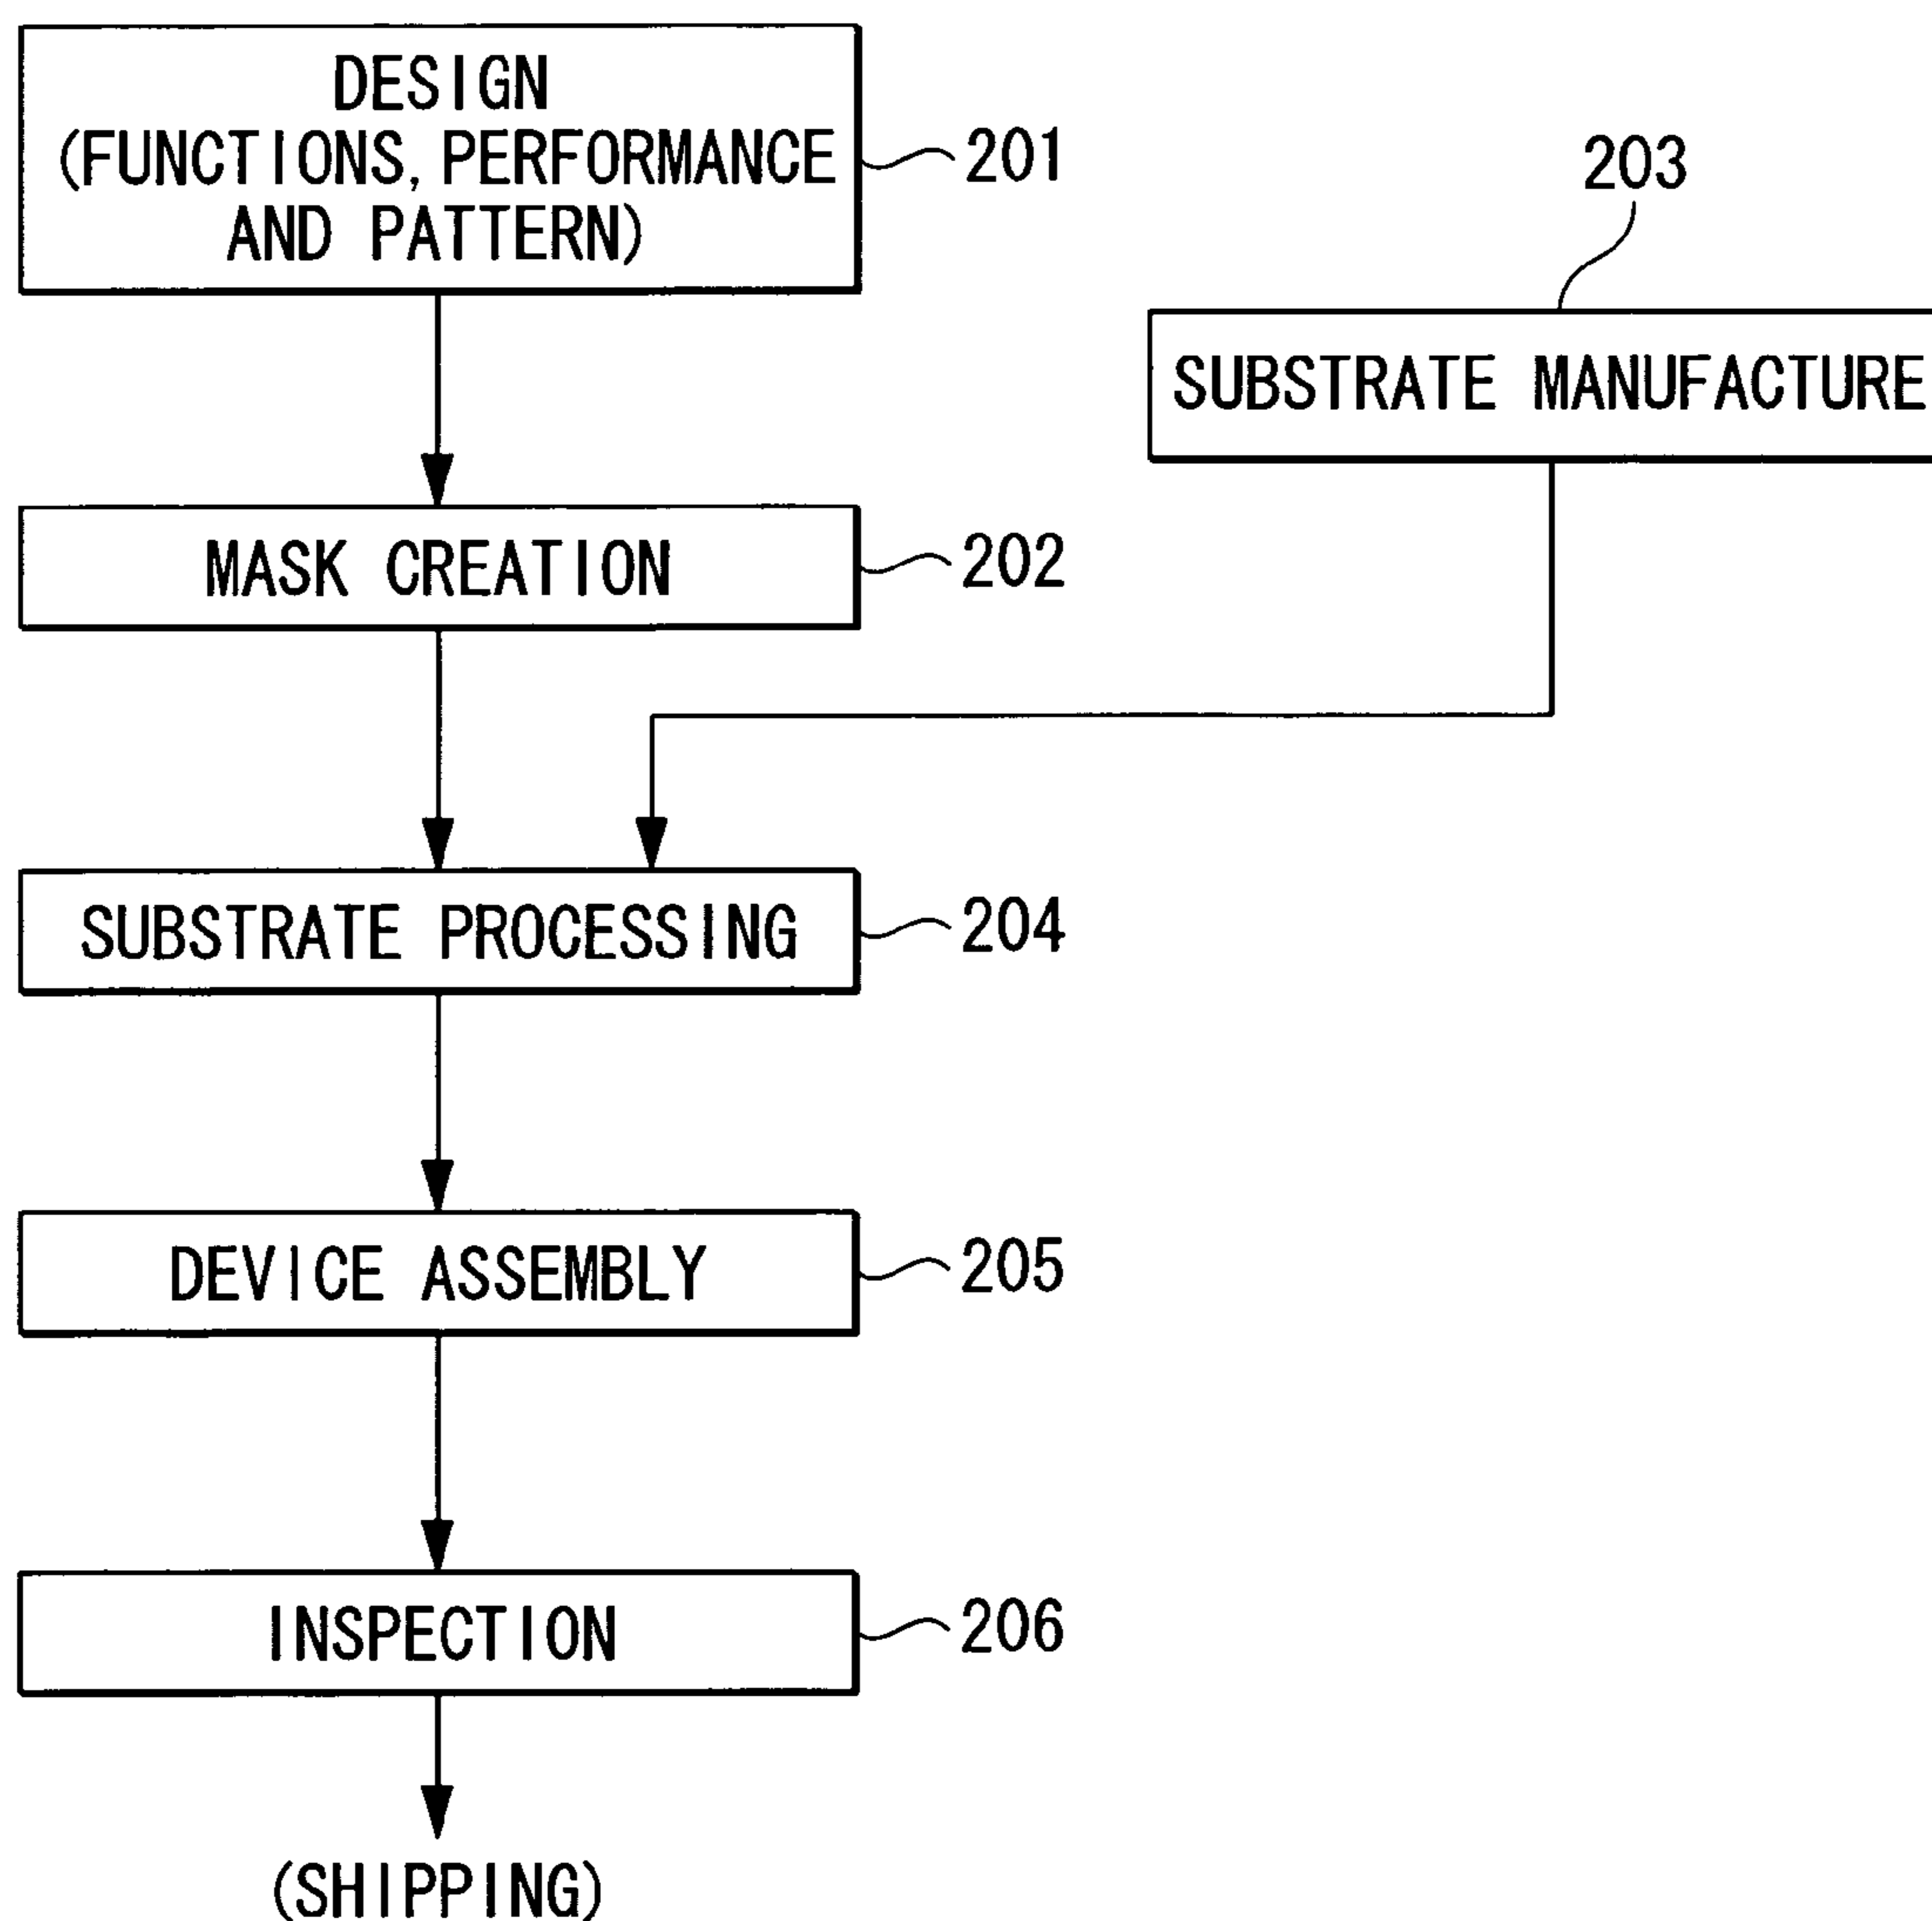 DESIGN
(FUNCTIONS, PERFORMANCE
AND PATTERN)
201
203
SUBSTRATE MANUFACTURE
MASK CREATION
202
SUBSTRATE PROCESSING
204
DEVICE ASSEMBLY
205
INSPECTION
206
(SHIPPING)